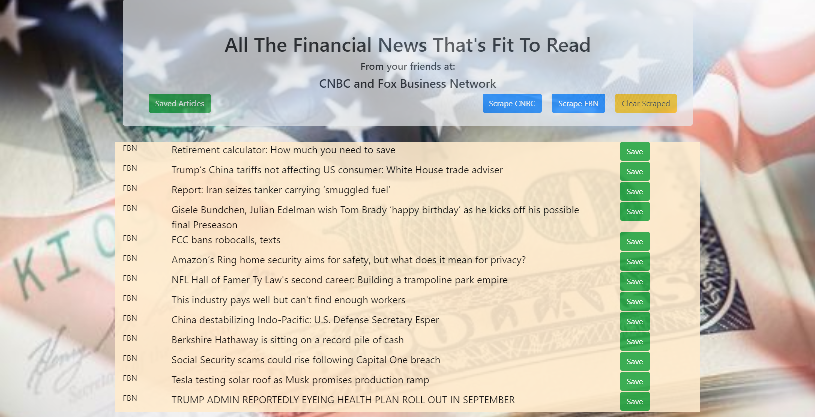 All The Financial News That's Fit To Read
From your friends at:
CNBC and Fox Business Network
Saved Articles Scrape CNBC Scrape FBN Clear Scraped
FBN Retirement calculator: How much you need to save Save
FBN Trump's China tariffs not affecting US consumer: White House trade adviser Save
FBN Report: Iran seizes tanker carrying 'smuggled fuel' Save
FBN Gisele Bundchen, Julian Edelman wish Tom Brady 'happy birthday' as he kicks off his possible Save
final Preseason
FBN FCC bans robocalls, texts Save
FBN Amazon's Ring home security aims for safety, but what does it mean for privacy? Save
FBN NFL Hall of Famer Ty Law's second career: Building a trampoline park empire Save
FBN This industry pays well but can't find enough workers Save
FBN China destabilizing Indo-Pacific: U.S. Defense Secretary Esper Save
FBN Berkshire Hathaway is sitting on a record pile of cash Save
FBN Social Security scams could rise following Capital One breach Save
FBN Tesla testing solar roof as Musk promises production ramp Save
FBN TRUMP ADMIN REPORTEDLY EYEING HEALTH PLAN ROLL OUT IN SEPTEMBER Save